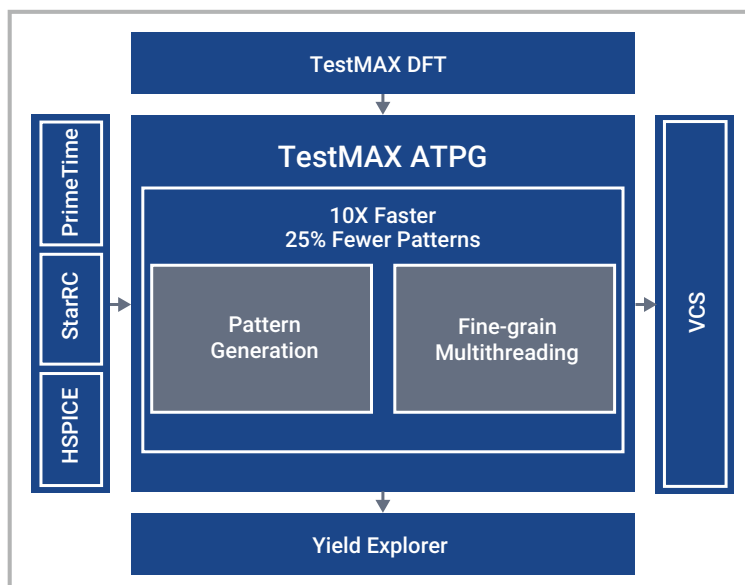 TestMAX DFT
PrimeTime
StarRC
HSPICE
TestMAX ATPG
10X Faster
25% Fewer Patterns
Pattern
Generation
Fine-grain
Multithreading
VCS
Yield Explorer